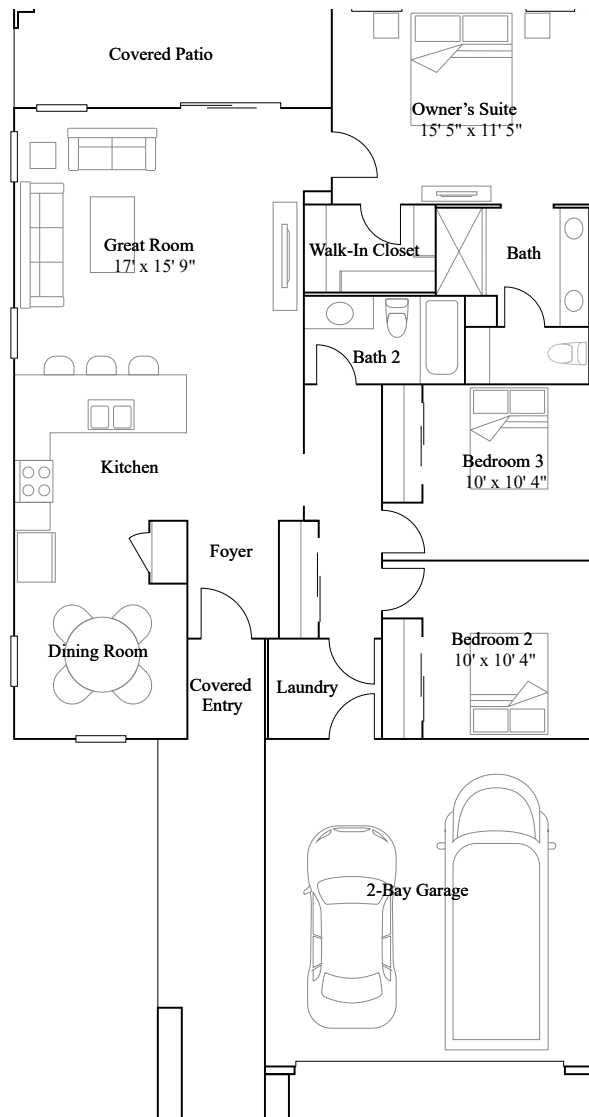 Covered Patio
Owner's Suite
15' 5" x 11' 5"
Great Room
17' x 15' 9"
Walk-In Closet
Bath
Bath 2
Kitchen
Bedroom 3
10' x 10' 4"
Foyer
Dining Room
Bedroom 2
10' x 10' 4"
Covered
Entry
Laundry
2-Bay Garage